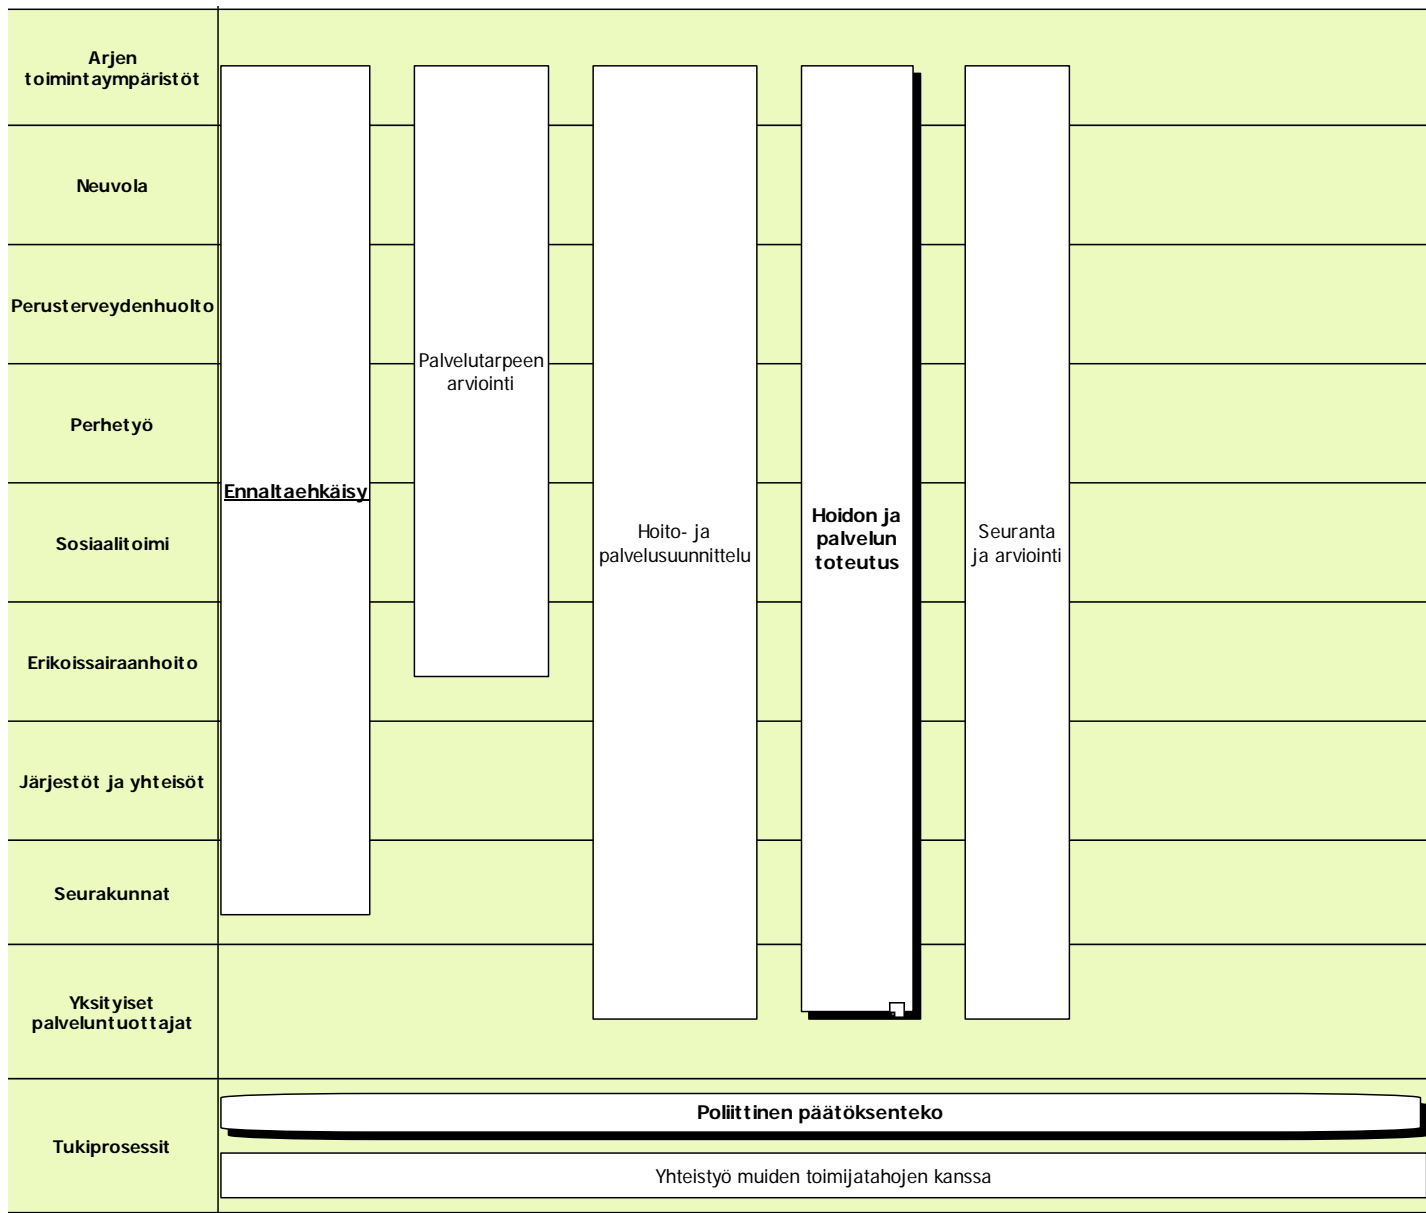 Arjen
toimintaympäristöt
Neuvola
Perusterveydenhuolto
Perhetyö
Sosiaalitoimi
Erikoissairaanhoito
Järjestöt ja yhteisöt
Seurakunnat
Yksityiset
palveluntuottajat
Tukiprosessit
Ennaltaehkäisy
Palvelutarpeen
arviointi
Hoito- ja
palvelusuunnittelu
Hoidon ja
palvelun
toteutus
Seuranta
ja arviointi
Poliittinen päätöksenteko
Yhteistyö muiden toimijatahojen kanssa